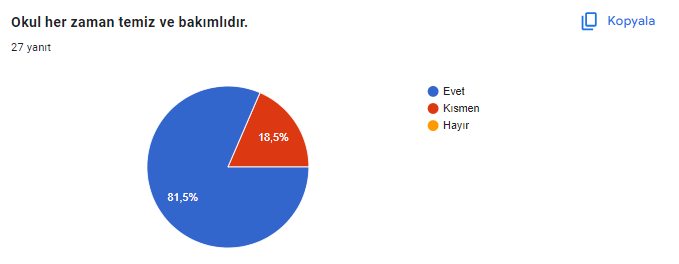 Okul her zaman temiz ve bakımlıdır.
Kopyala
27 yanıt
Evet
Kısmen
Hayır
18,5%
81,5%